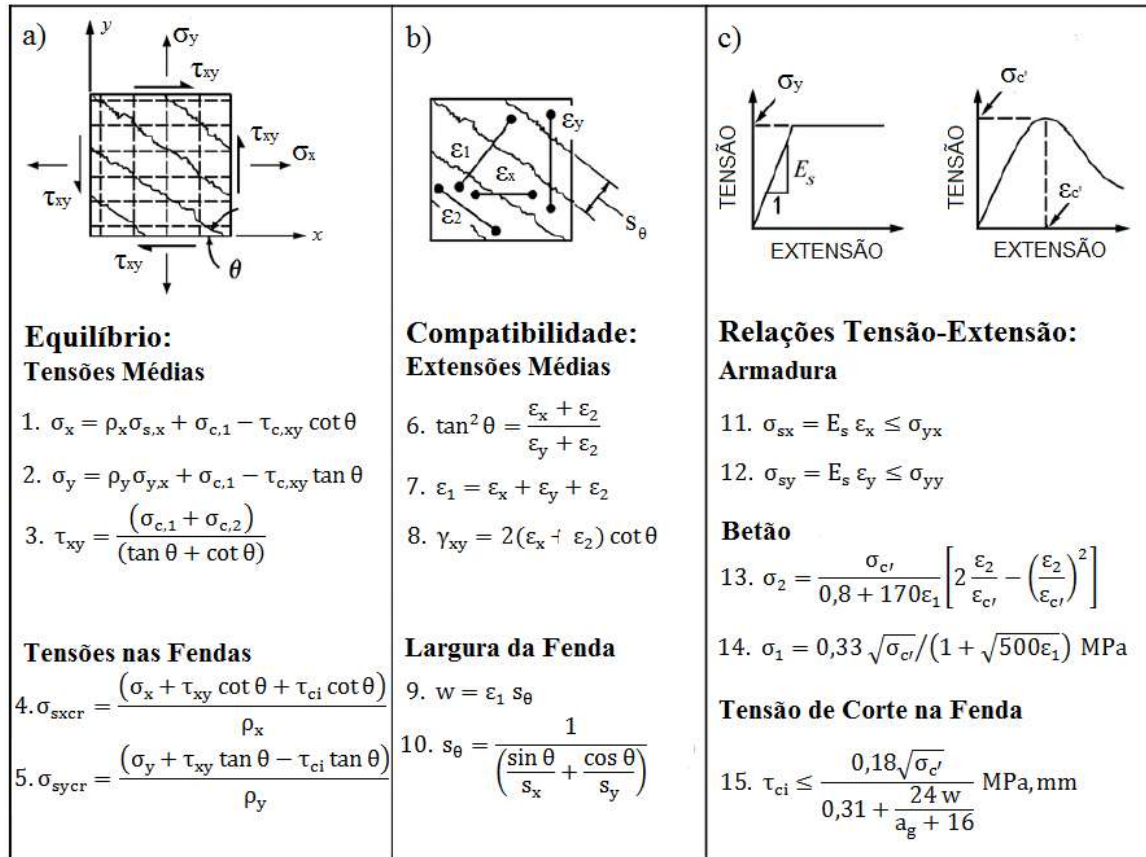 a)
y
σy
τxy
τxy
σx
τxy
x
τxy
θ
Equilíbrio:
Tensões Médias
1. σx = ρxσs,x + σc,1 − τc,xy cot θ
2. σy = ρyσy,x + σc,1 − τc,xy tan θ
3. τxy = (σc,1 + σc,2) / (tan θ + cot θ)
Tensões nas Fendas
4. σsxcr = (σx + τxy cot θ + τci cot θ) / ρx
5. σsycr = (σy + τxy tan θ − τci tan θ) / ρy
b)
εy
ε1
εx
ε2
sθ
Compatibilidade:
Extensões Médias
6. tan² θ = (εx + ε2) / (εy + ε2)
7. ε1 = εx + εy + ε2
8. γxy = 2(εx + ε2) cot θ
Largura da Fenda
9. w = ε1 sθ
10. sθ = 1 / (sin θ / sx + cos θ / sy)
c)
σy
TENSÃO
Es
1
EXTENSÃO
σc'
TENSÃO
εc'
EXTENSÃO
Relações Tensão-Extensão:
Armadura
11. σsx = Es εx ≤ σyx
12. σsy = Es εy ≤ σyy
Betão
13. σ2 = σc' / (0,8 + 170ε1) [2 ε2/εc' − (ε2/εc')²]
14. σ1 = 0,33 √σc' /(1 + √500ε1) MPa
Tensão de Corte na Fenda
15. τci ≤ 0,18√σc' / (0,31 + 24 w / (ag + 16)) MPa, mm